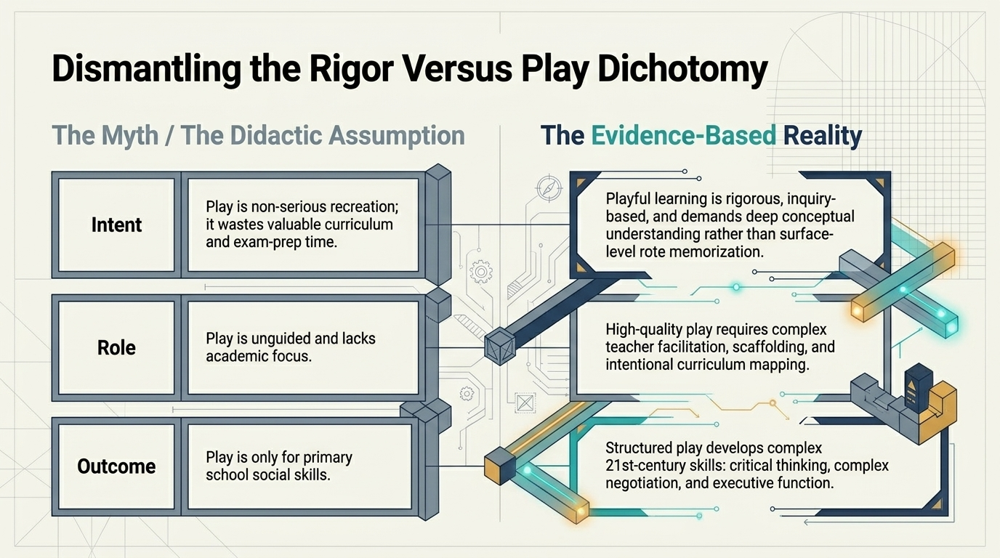 Dismantling the Rigor Versus Play Dichotomy
The Myth / The Didactic Assumption
The Evidence-Based Reality
Intent
Play is non-serious recreation;
it wastes valuable curriculum
and exam-prep time.
Playful learning is rigorous, inquiry-
based, and demands deep conceptual
understanding rather than surface-
level rote memorization.
Role
Play is unguided and lacks
academic focus.
High-quality play requires complex
teacher facilitation, scaffolding, and
intentional curriculum mapping.
Outcome
Play is only for primary
school social skills.
Structured play develops complex
21st-century skills: critical thinking, complex
negotiation, and executive function.